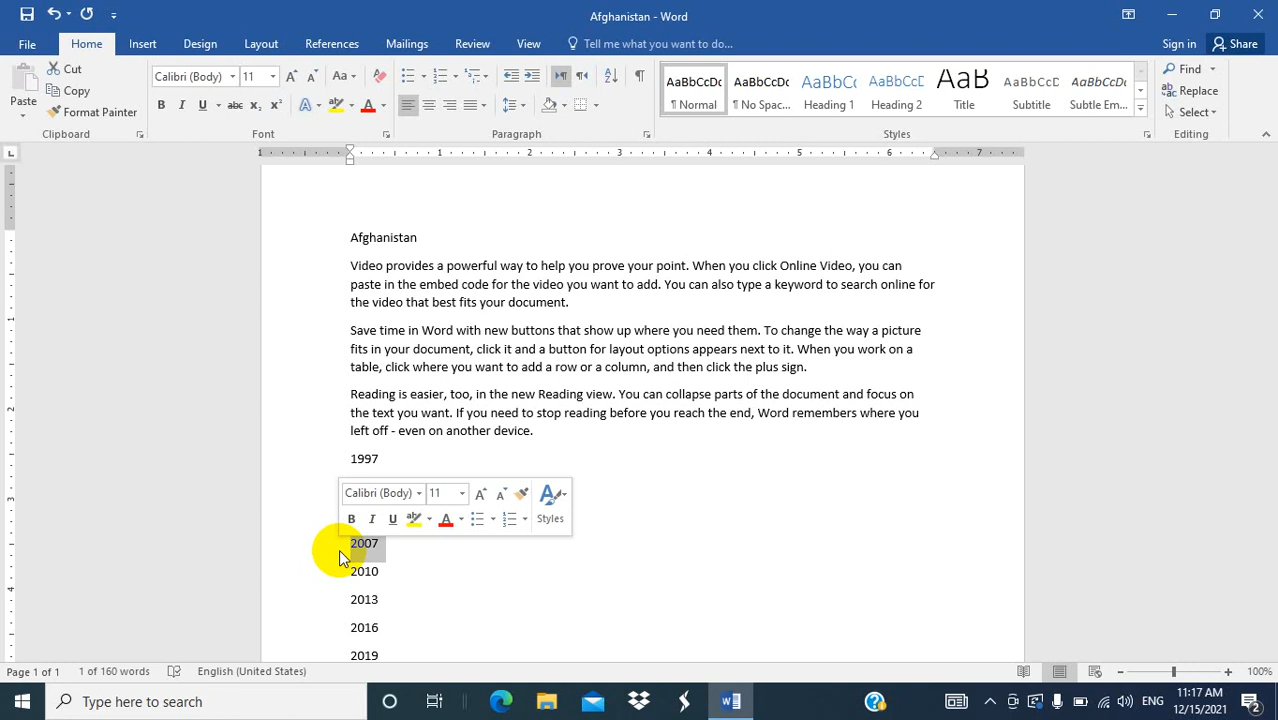 Afghanistan - Word
File Home Insert Design Layout References Mailings Review View Tell me what you want to do... Sign in Share
Paste
Cut
Copy
Format Painter
Clipboard
Calibri (Body) 11
Font
Paragraph
AaBbCcDc ¶ Normal
AaBbCcDc ¶ No Spac...
AaBbCc Heading 1
AaBbCcD Heading 2
AaB Title
AaBbCcD Subtitle
AaBbCcD Subtle Em...
Styles
Find
Replace
Select
Editing
1 1 2 3 4 5 6 7
Afghanistan
Video provides a powerful way to help you prove your point. When you click Online Video, you can
paste in the embed code for the video you want to add. You can also type a keyword to search online for
the video that best fits your document.
Save time in Word with new buttons that show up where you need them. To change the way a picture
fits in your document, click it and a button for layout options appears next to it. When you work on a
table, click where you want to add a row or a column, and then click the plus sign.
Reading is easier, too, in the new Reading view. You can collapse parts of the document and focus on
the text you want. If you need to stop reading before you reach the end, Word remembers where you
left off - even on another device.
1997
Calibri (Body) 11
B I U Styles
2007
2010
2013
2016
2019
Page 1 of 1 1 of 160 words English (United States) 100%
Type here to search
ENG
11:17 AM
12/15/2021
2